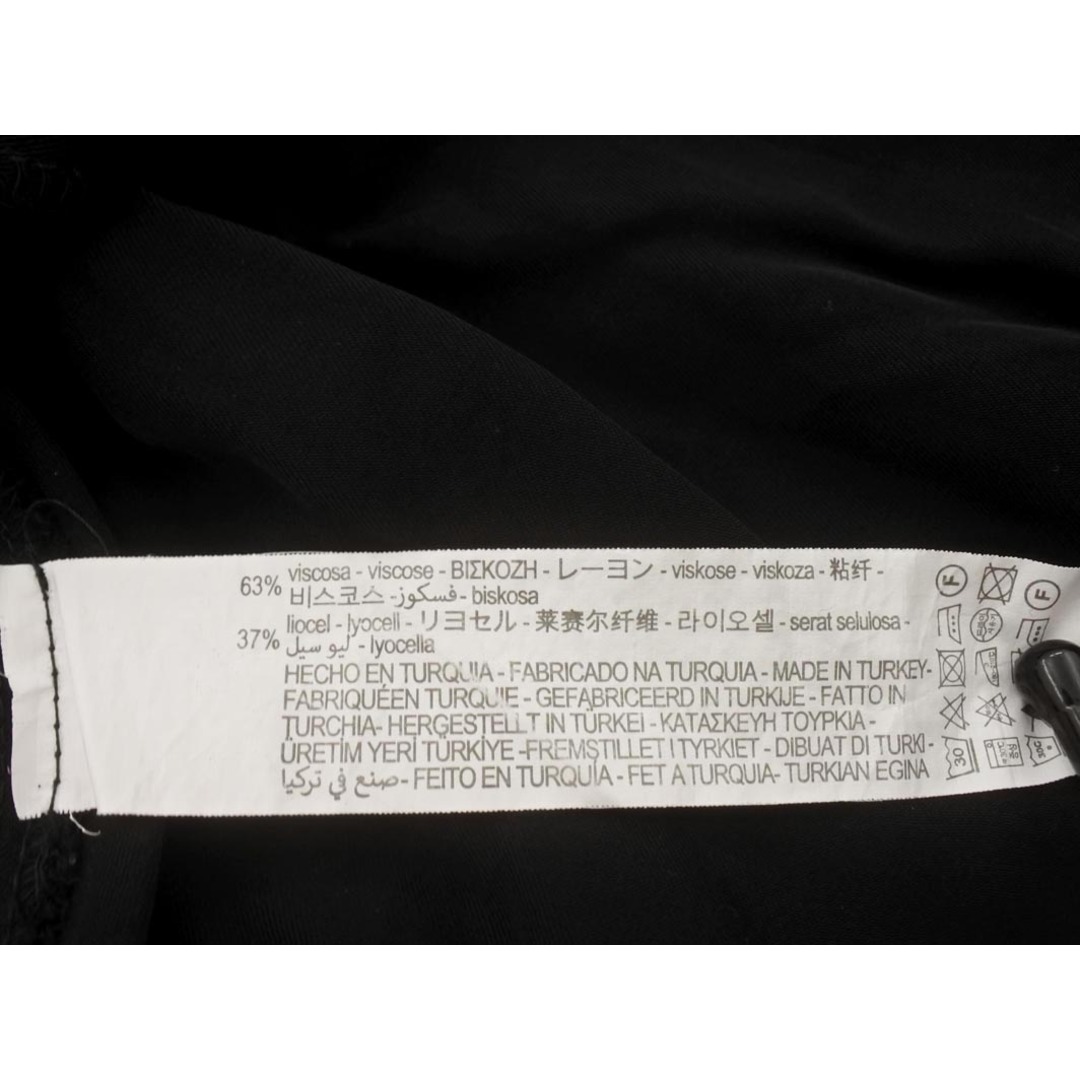 63% viscosa - viscose - ΒΙΣΚΟΖΗ - レーヨン - viskose - viskoza - 粘纤 -
비스코스 - فسكوز - biskosa
37% liocel - lyocell - リヨセル - 莱赛尔纤维 - 라이오셀 - serat selulosa -
ليو سيل - lyocella
HECHO EN TURQUIA - FABRICADO NA TURQUIA - MADE IN TURKEY-
FABRIQUÉEN TURQUIE - GEFABRICEERD IN TURKIJE - FATTO IN
TURCHIA- HERGESTELLT IN TÜRKEI - ΚΑΤΑΣΚΕΥΗ ΤΟΥΡΚΙΑ -
ÜRETİM YERİ TÜRKİYE -FREMSTILLET I TYRKIET - DIBUAT DI TURKI-
صنع في تركيا - FEITO EN TURQUÍA - FET A TURQUIA- TURKIAN EGINA
F
F
30